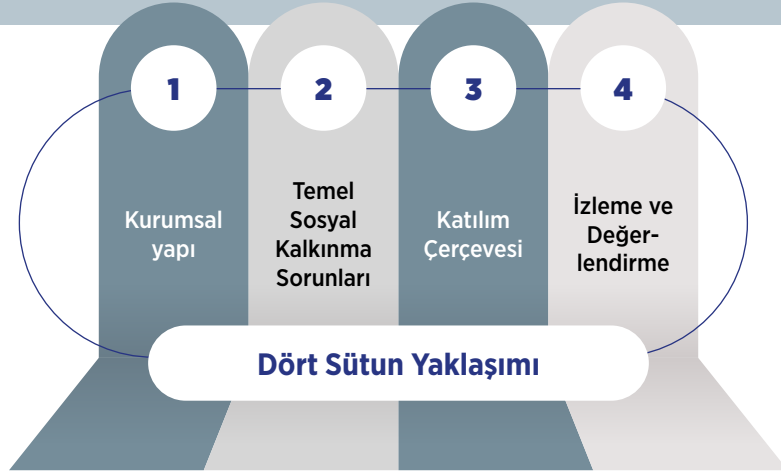 1
2
3
4
Kurumsal
yapı
Temel
Sosyal
Kalkınma
Sorunları
Katılım
Çerçevesi
İzleme ve
Değer-
lendirme
Dört Sütun Yaklaşımı